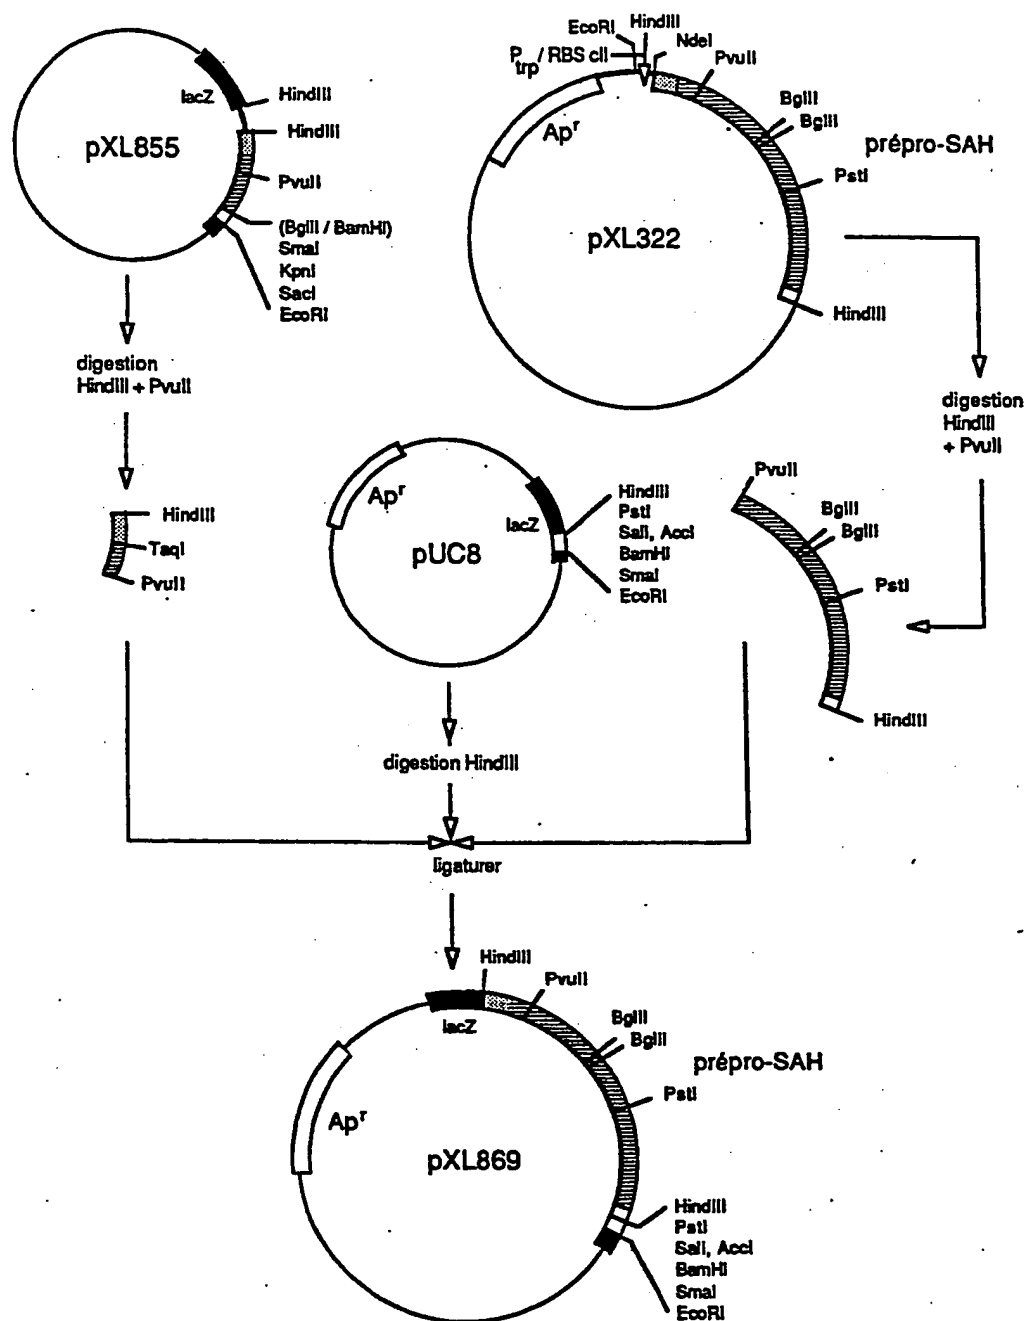 lacZ
HindIII
HindIII
pXL855
PvuII
(BglII / BamHI)
SmaI
KpnI
SacI
EcoRI
digestion
HindIII + PvuII
HindIII
TaqI
PvuII
EcoRI
HindIII
NdeI
Ptrp/ RBS cII
PvuII
BglII
BglII
Apr
prépro-SAH
PstI
pXL322
HindIII
digestion
HindIII
+ PvuII
PvuII
BglII
BglII
PstI
HindIII
Apr
lacZ
pUC8
HindIII
PstI
SalI, AccI
BamHI
SmaI
EcoRI
digestion HindIII
ligaturer
HindIII
PvuII
lacZ
BglII
BglII
prépro-SAH
PstI
Apr
pXL869
HindIII
PstI
SalI, AccI
BamHI
SmaI
EcoRI